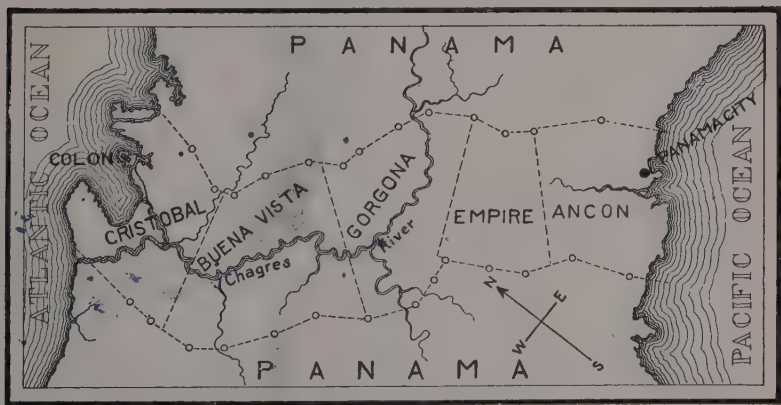 PANAMA
ATLANTIC OCEAN
PACIFIC OCEAN
COLON
PANAMA CITY
CRISTOBAL
BUENA VISTA
GORGONA
EMPIRE
ANCON
Chagres
River
N
E
W
S
PANAMA